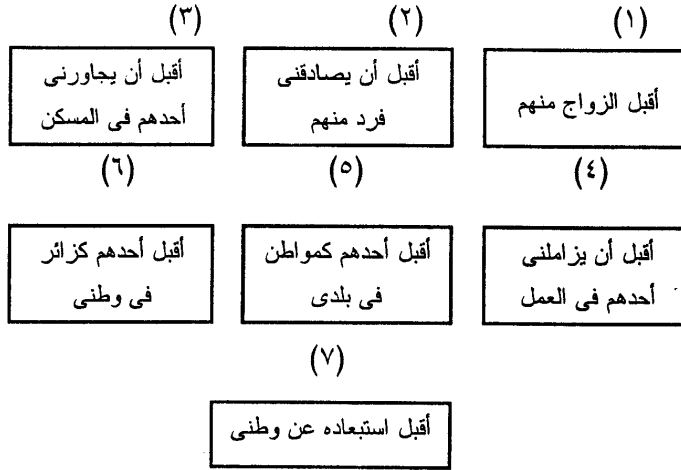 (١)
أقبل الزواج منهم
(٢)
أقبل أن يصادقنى
فرد منهم
(٣)
أقبل أن يجاورنى
أحدهم فى المسكن
(٤)
أقبل أن يزاملنى
أحدهم فى العمل
(٥)
أقبل أحدهم كمواطن
فى بلدى
(٦)
أقبل أحدهم كزائر
فى وطنى
(٧)
أقبل استبعاده عن وطنى